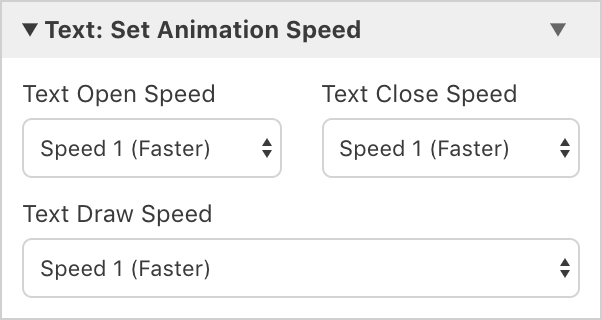 Text: Set Animation Speed
Text Open Speed Text Close Speed
Speed 1 (Faster) Speed 1 (Faster)
Text Draw Speed
Speed 1 (Faster)